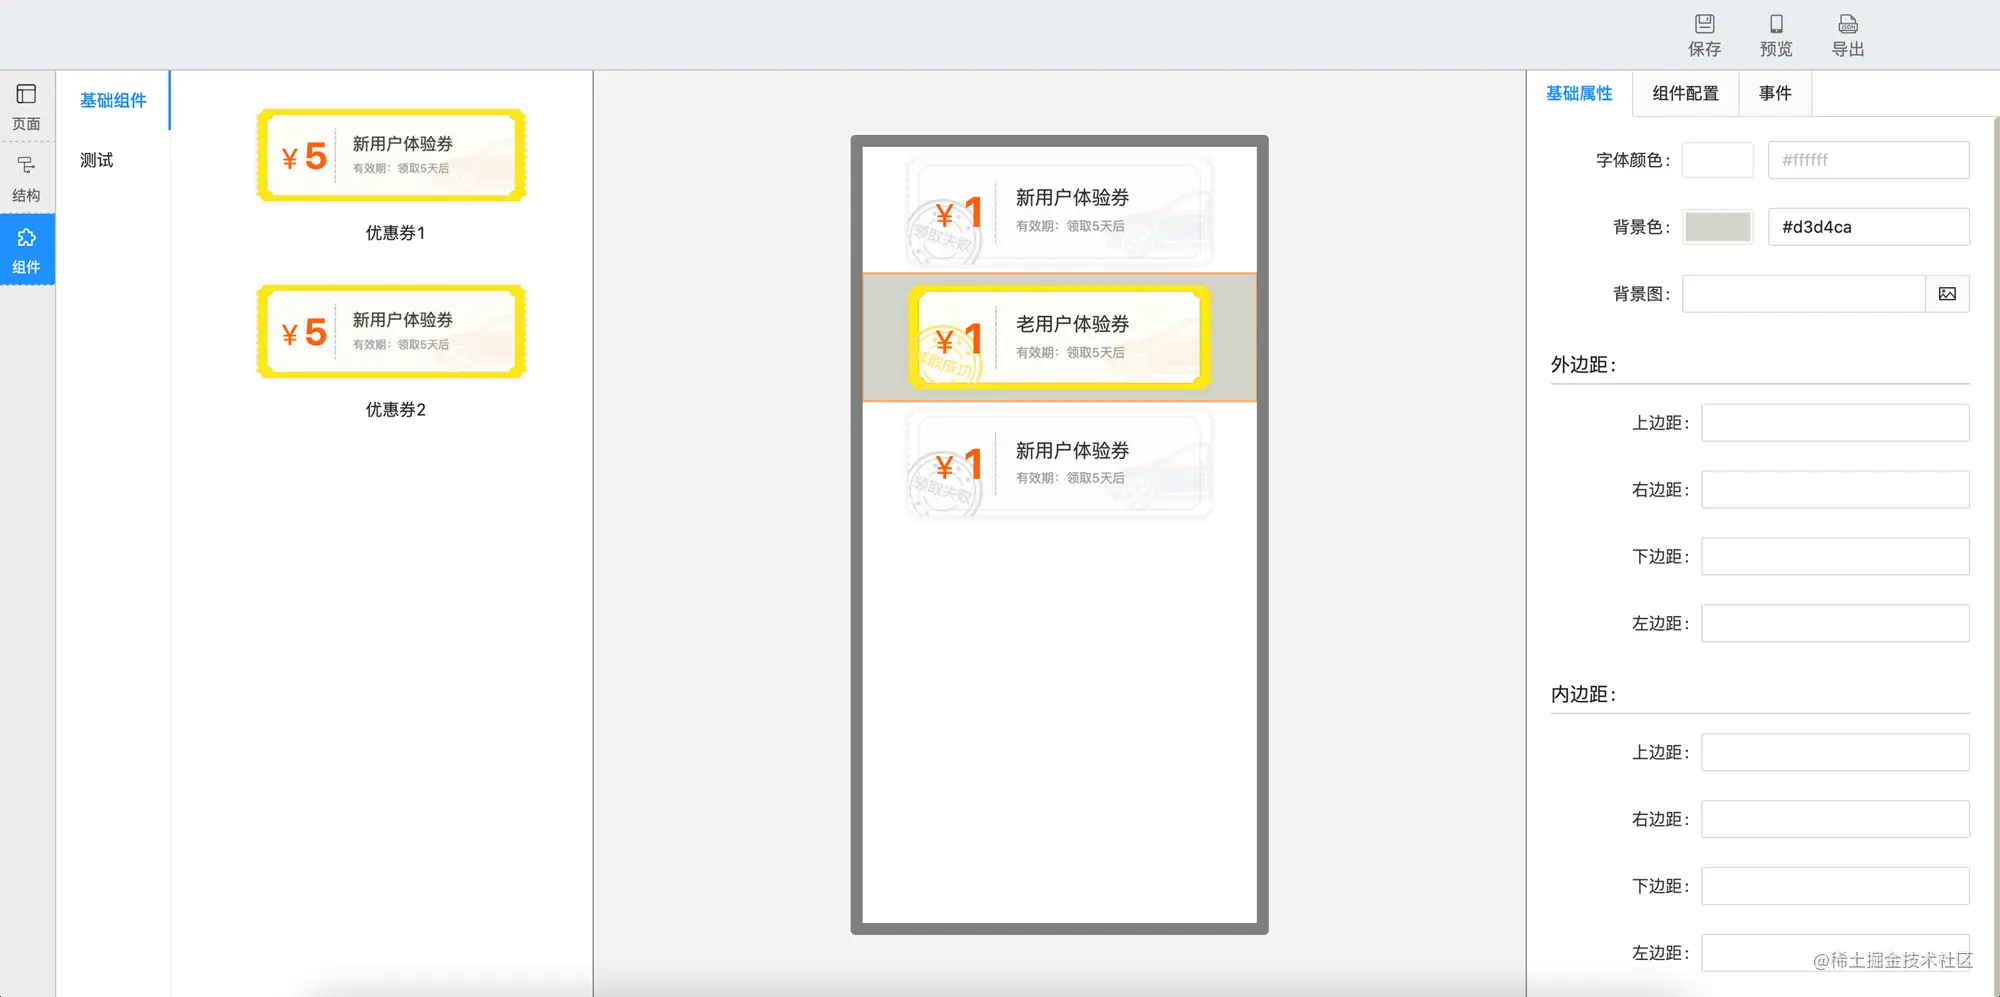 保存
预览
导出
页面
结构
组件
基础组件
测试
¥ 5
新用户体验券
有效期：领取5天后
优惠券1
¥ 5
新用户体验券
有效期：领取5天后
优惠券2
¥ 1
新用户体验券
有效期：领取5天后
领取失败
¥ 1
老用户体验券
有效期：领取5天后
领取成功
¥ 1
新用户体验券
有效期：领取5天后
领取失败
基础属性
组件配置
事件
字体颜色：
#ffffff
背景色：
#d3d4ca
背景图：
外边距：
上边距：
右边距：
下边距：
左边距：
内边距：
上边距：
右边距：
下边距：
左边距：
@稀土掘金技术社区